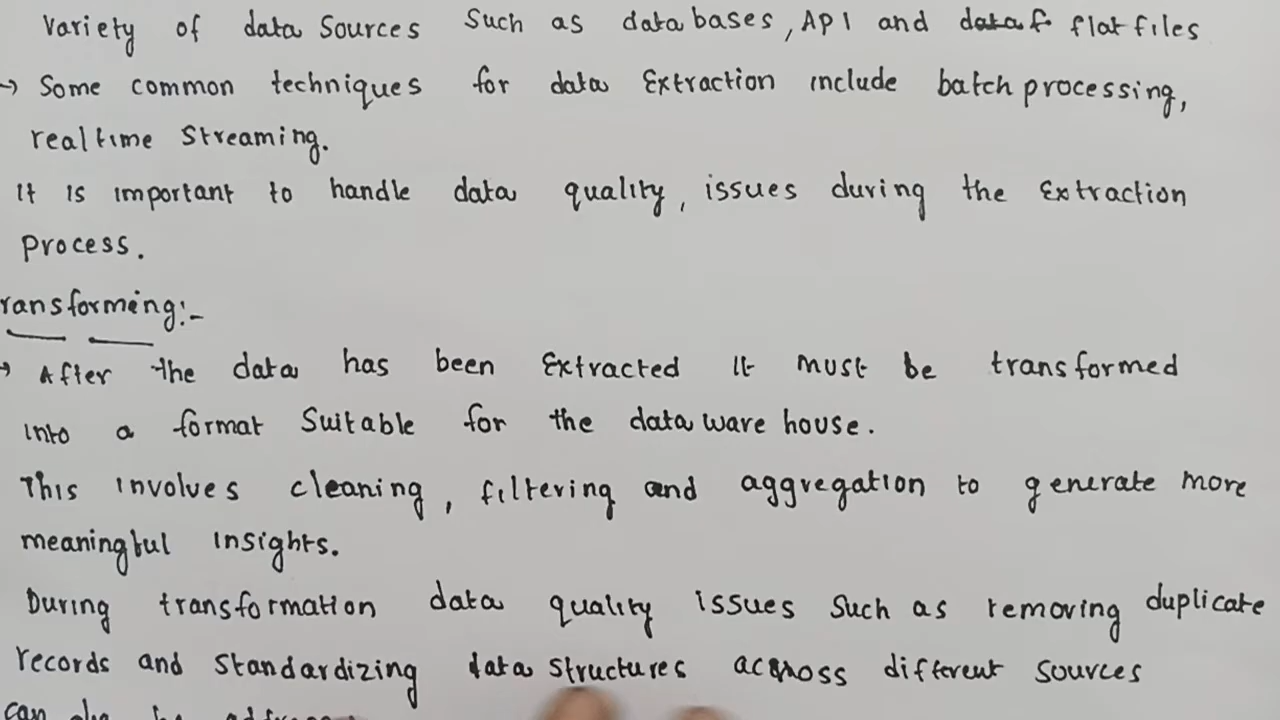 Variety of data Sources Such as databases, API and flat files
→ Some common techniques for data Extraction include batch processing,
real time Streaming.
It is important to handle data quality, issues during the Extraction
process.
ransforming:-
→ After the data has been Extracted It must be transformed
into a format Suitable for the data ware house.
This involves cleaning, filtering and aggregation to generate more
meaningful insights.
During transformation data quality issues Such as removing duplicate
records and standardizing data structures across different sources
can